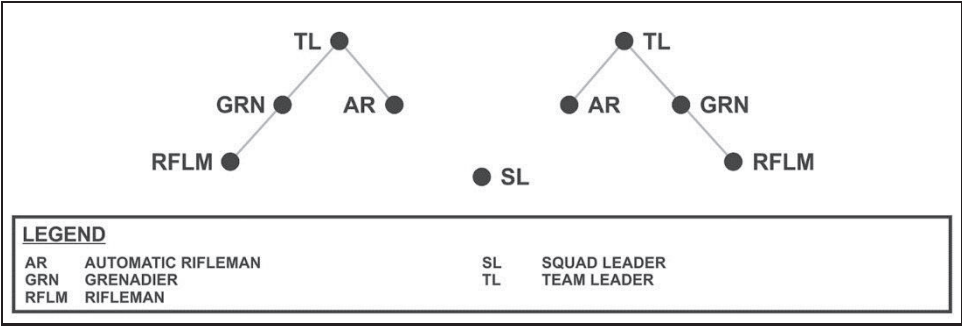 TL TL
GRN AR AR GRN
RFLM RFLM
SL
LEGEND
AR AUTOMATIC RIFLEMAN SL SQUAD LEADER
GRN GRENADIER TL TEAM LEADER
RFLM RIFLEMAN